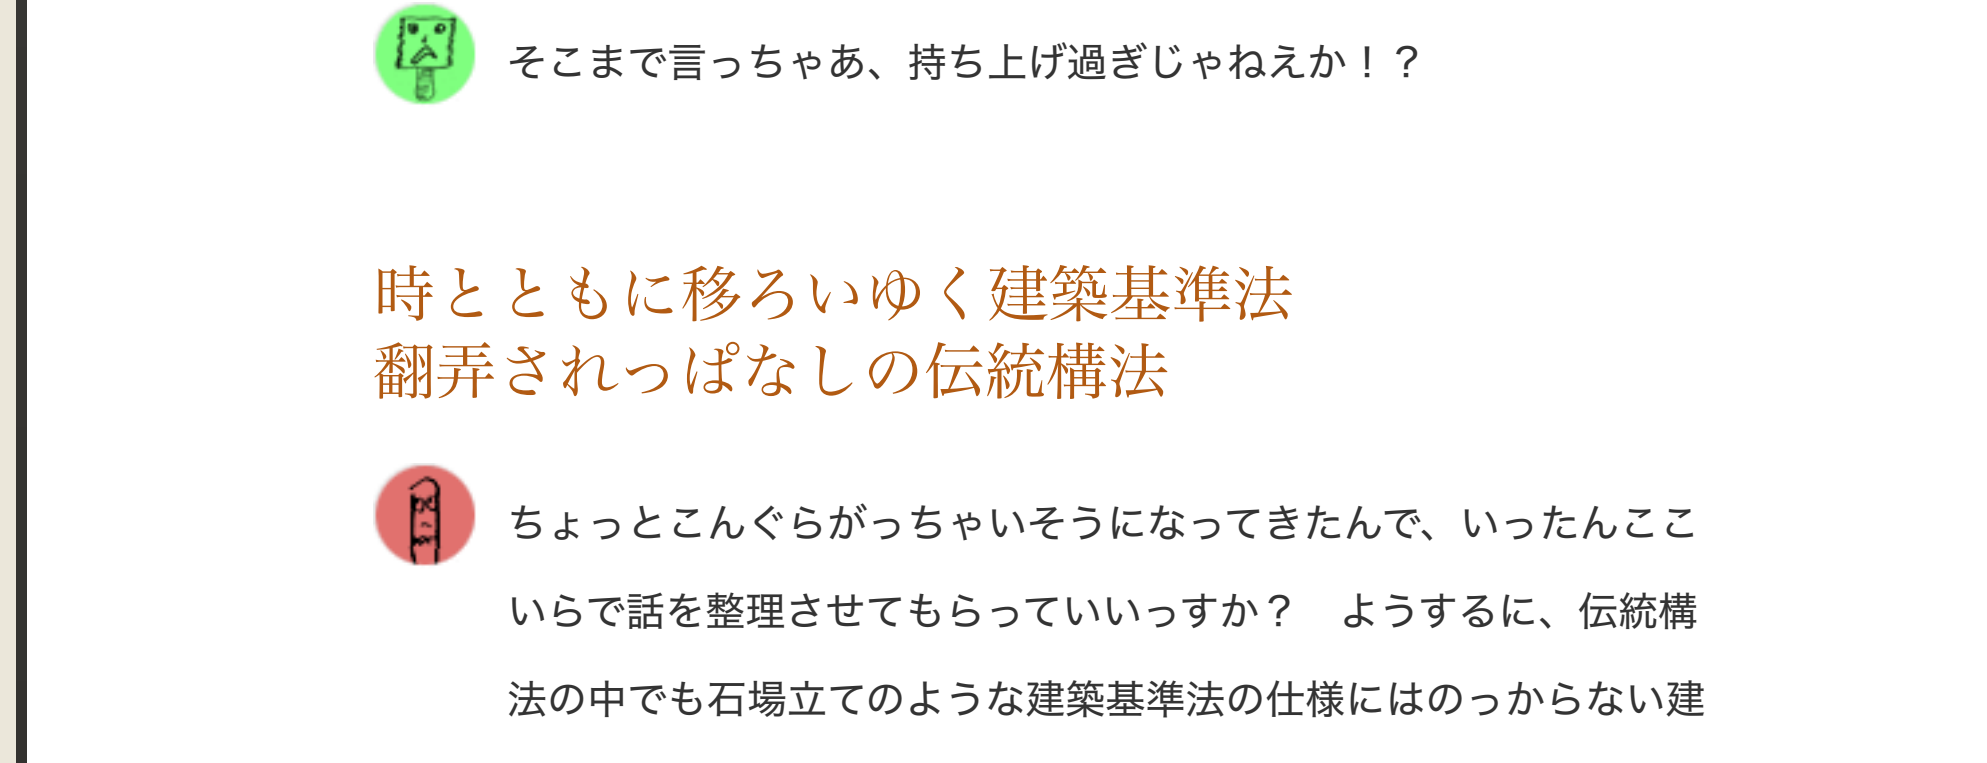 そこまで言っちゃあ、持ち上げ過ぎじゃねえか！？
時とともに移ろいゆく建築基準法
翻弄されっぱなしの伝統構法
ちょっとこんぐらがっちゃいそうになってきたんで、いったんここ
いらで話を整理させてもらっていいっすか？　ようするに、伝統構
法の中でも石場立てのような建築基準法の仕様にはのっからない建